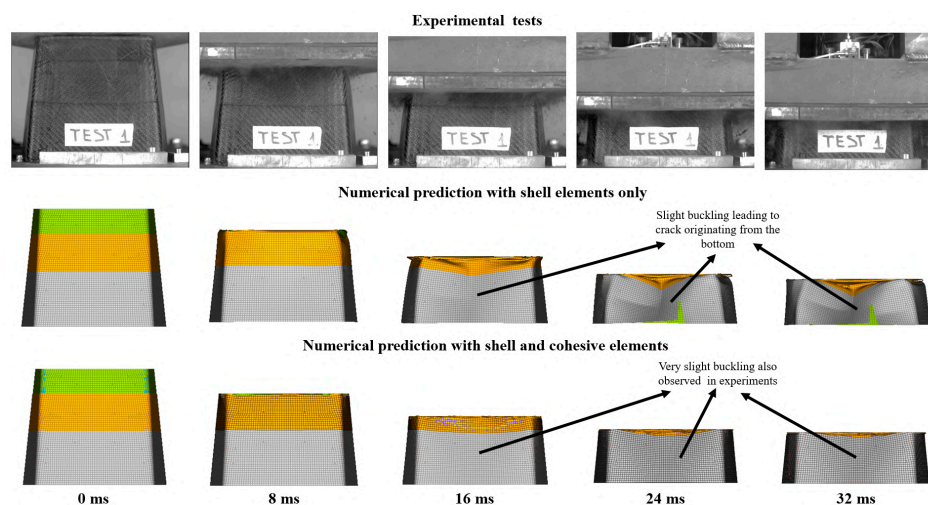 Experimental tests
TEST 1
TEST 1
TEST 1
TEST 1
TEST 1
Numerical prediction with shell elements only
Slight buckling leading to
crack originating from the
bottom
Numerical prediction with shell and cohesive elements
Very slight buckling also
observed in experiments
0 ms
8 ms
16 ms
24 ms
32 ms